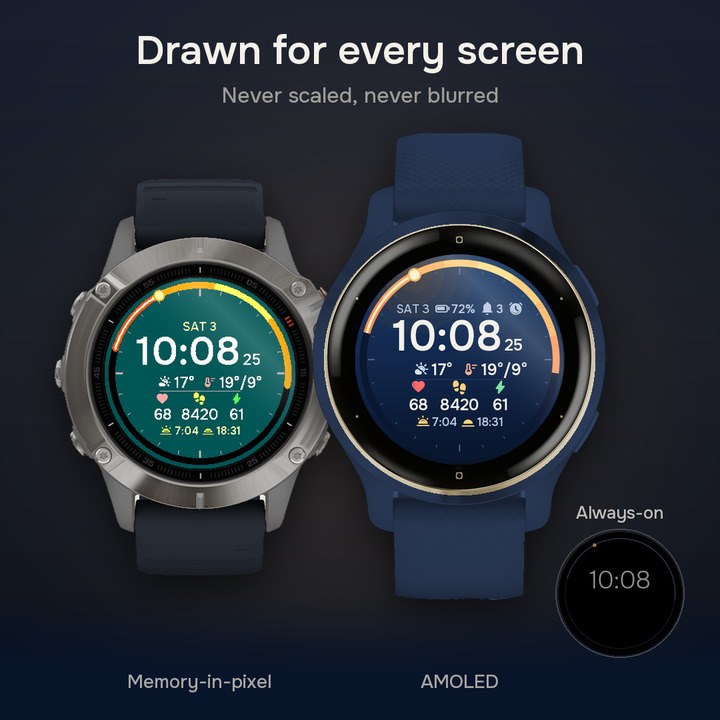 Drawn for every screen
Never scaled, never blurred
SAT 3
10:08 25
17° 19°/9°
68 8420 61
7:04 18:31
SAT 3 72% 3
10:08 25
17° 19°/9°
68 8420 61
7:04 18:31
Always-on
10:08
Memory-in-pixel
AMOLED